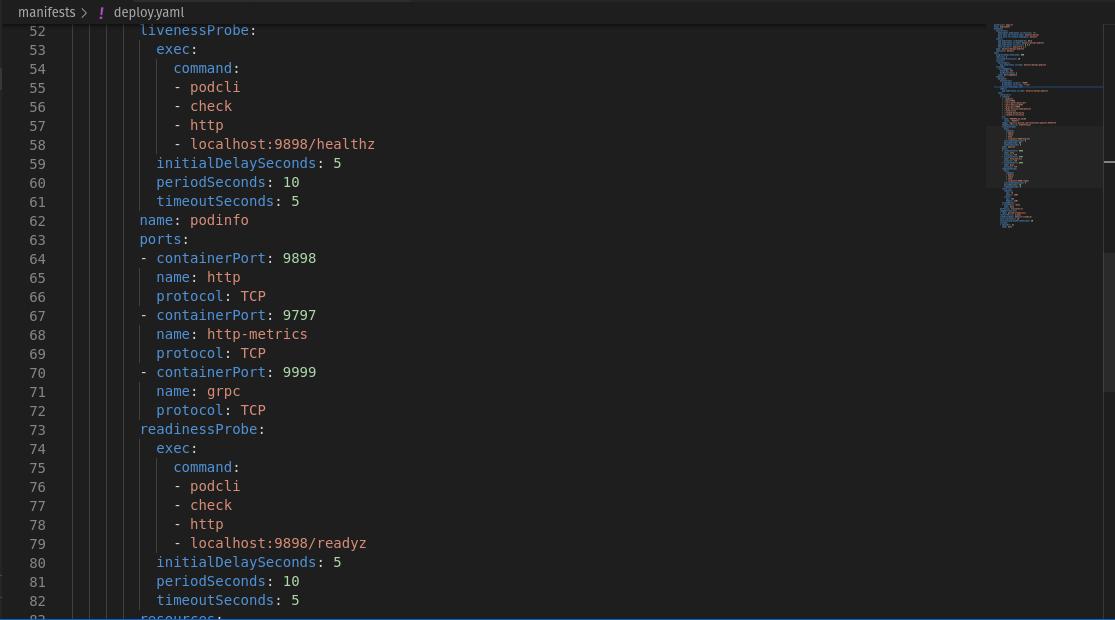 manifests > ! deploy.yaml
52 livenessProbe:
53 exec:
54 command:
55 - podcli
56 - check
57 - http
58 - localhost:9898/healthz
59 initialDelaySeconds: 5
60 periodSeconds: 10
61 timeoutSeconds: 5
62 name: podinfo
63 ports:
64 - containerPort: 9898
65 name: http
66 protocol: TCP
67 - containerPort: 9797
68 name: http-metrics
69 protocol: TCP
70 - containerPort: 9999
71 name: grpc
72 protocol: TCP
73 readinessProbe:
74 exec:
75 command:
76 - podcli
77 - check
78 - http
79 - localhost:9898/readyz
80 initialDelaySeconds: 5
81 periodSeconds: 10
82 timeoutSeconds: 5
83 resources: